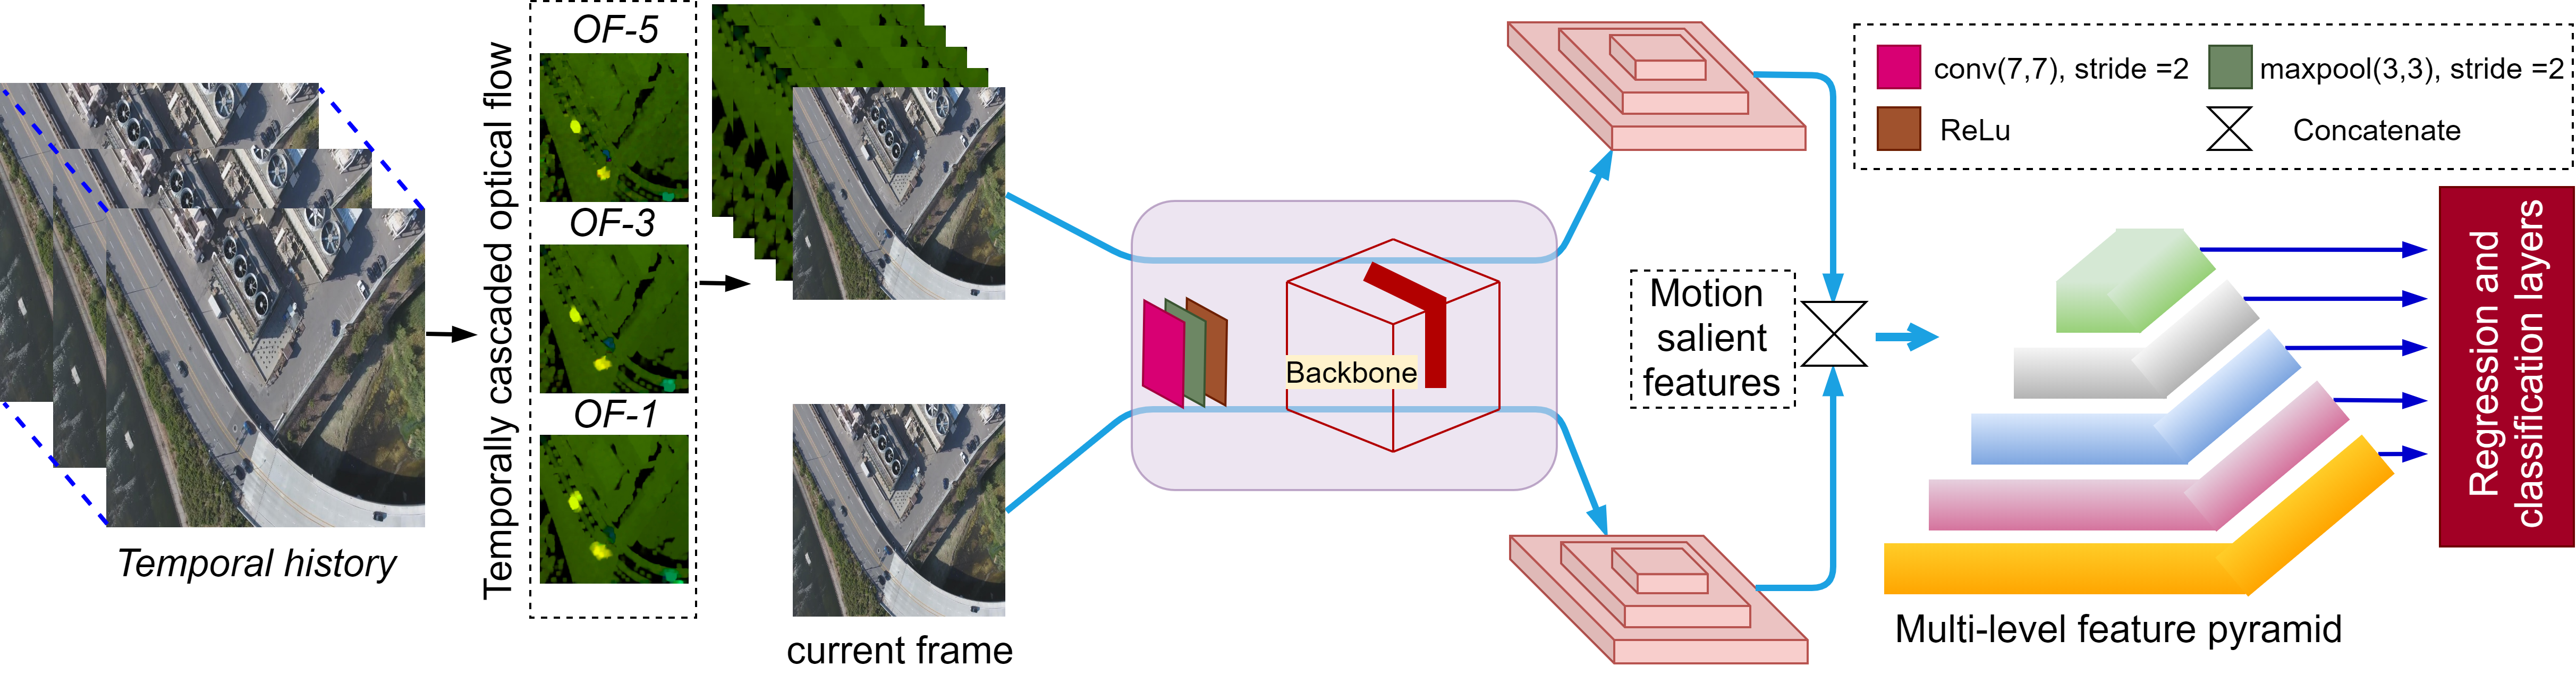 Temporal history
Temporally cascaded optical flow
OF-5
OF-3
OF-1
current frame
Backbone
Motion
salient
features
conv(7,7), stride =2
maxpool(3,3), stride =2
ReLu
Concatenate
Multi-level feature pyramid
Regression and
classification layers